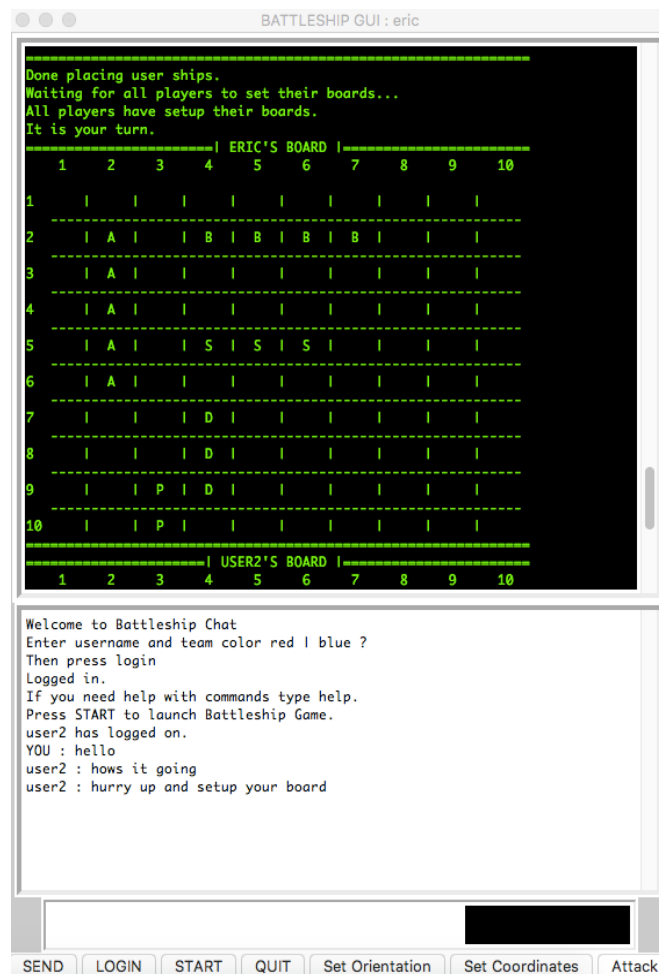 BATTLESHIP GUI : eric
Done placing user ships.
Waiting for all players to set their boards...
All players have setup their boards.
It is your turn.
========================| ERIC'S BOARD |========================
1 2 3 4 5 6 7 8 9 10
1 | | | | | | | | |
2 | A | | B | B | B | B | | |
3 | A | | | | | | | |
4 | A | | | | | | | |
5 | A | | S | S | S | | | |
6 | A | | | | | | | |
7 | | | D | | | | | |
8 | | | D | | | | | |
9 | | P | D | | | | | |
10 | | P | | | | | | |
=======================| USER2'S BOARD |========================
1 2 3 4 5 6 7 8 9 10
Welcome to Battleship Chat
Enter username and team color red | blue ?
Then press login
Logged in.
If you need help with commands type help.
Press START to launch Battleship Game.
user2 has logged on.
YOU : hello
user2 : hows it going
user2 : hurry up and setup your board
SEND LOGIN START QUIT Set Orientation Set Coordinates Attack